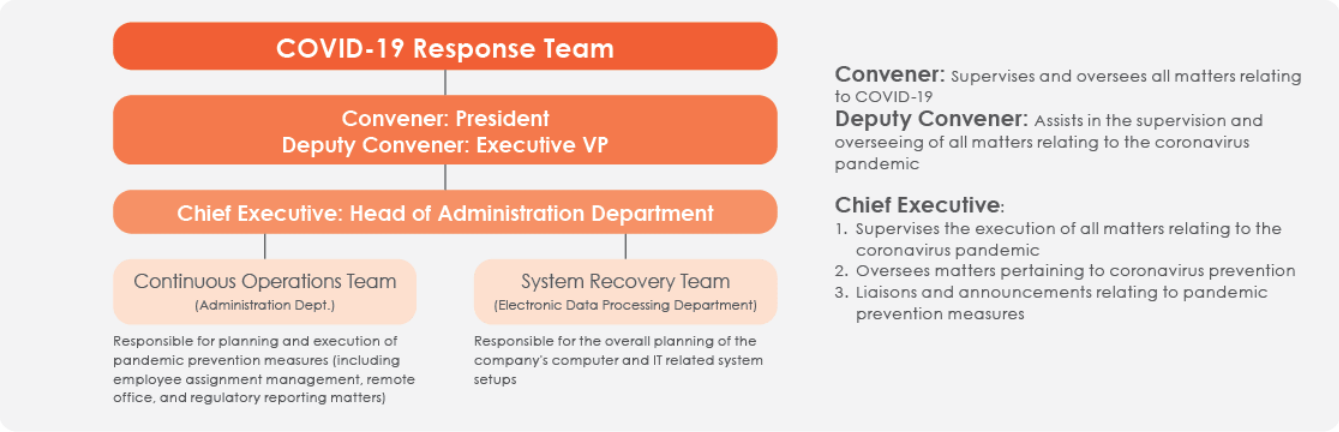 COVID-19 Response Team
Convener: President
Deputy Convener: Executive VP
Chief Executive: Head of Administration Department
Continuous Operations Team
(Administration Dept.)
Responsible for planning and execution of
pandemic prevention measures (including
employee assignment management, remote
office, and regulatory reporting matters)
System Recovery Team
(Electronic Data Processing Department)
Responsible for the overall planning of the
company's computer and IT related system
setups
Convener: Supervises and oversees all matters relating
to COVID-19
Deputy Convener: Assists in the supervision and
overseeing of all matters relating to the coronavirus
pandemic
Chief Executive:
1. Supervises the execution of all matters relating to the
coronavirus pandemic
2. Oversees matters pertaining to coronavirus prevention
3. Liaisons and announcements relating to pandemic
prevention measures